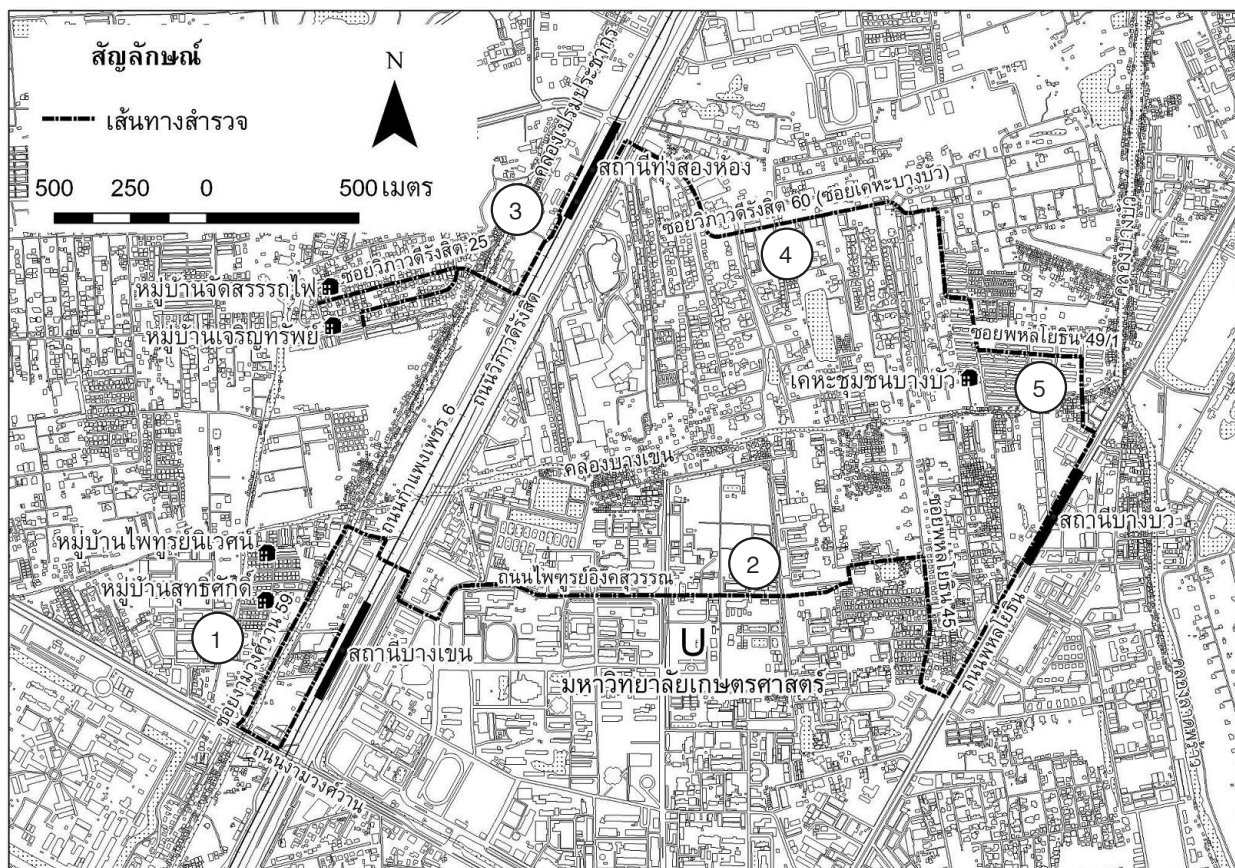 สัญลักษณ์
เส้นทางสำรวจ
N
500 250 0 500 เมตร
คลองเปรมประชากร
สถานีทุ่งสองห้อง
3
ซอยวิภาวดีรังสิต 60 (ซอยเคหะบางบัว)
4
คลองบางบัว
ซอยวิภาวดีรังสิต 25
หมู่บ้านจัดสรรรถไฟ
หมู่บ้านเจริญทรัพย์
ถนนวิภาวดีรังสิต
ซอยพหลโยธิน 49/1
เคหะชุมชนบางบัว
5
ถนนกำแพงเพชร 6
คลองบางเขน
สถานีบางบัว
ซอยพหลโยธิน 45
หมู่บ้านไพฑูรย์นิเวศน์
หมู่บ้านสุทธิศักดิ์
1
ซอยงามวงศ์วาน 59
2
ถนนไพฑูรย์อิงคสุวรรณ
สถานีบางเขน
U
มหาวิทยาลัยเกษตรศาสตร์
ถนนพหลโยธิน
คลองลาดพร้าว
ถนนงามวงศ์วาน